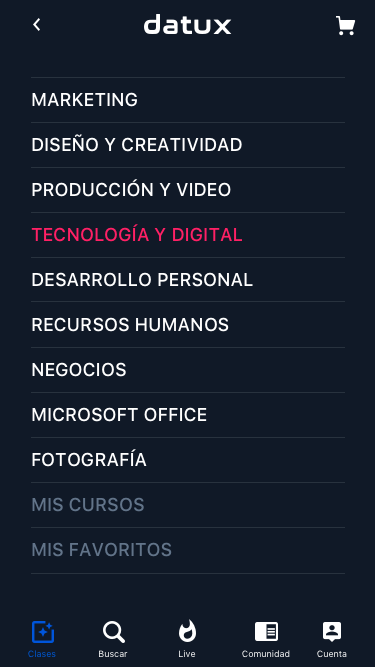 datux
MARKETING
DISEÑO Y CREATIVIDAD
PRODUCCIÓN Y VIDEO
TECNOLOGÍA Y DIGITAL
DESARROLLO PERSONAL
RECURSOS HUMANOS
NEGOCIOS
MICROSOFT OFFICE
FOTOGRAFÍA
MIS CURSOS
MIS FAVORITOS
Clases Buscar Live Comunidad Cuenta